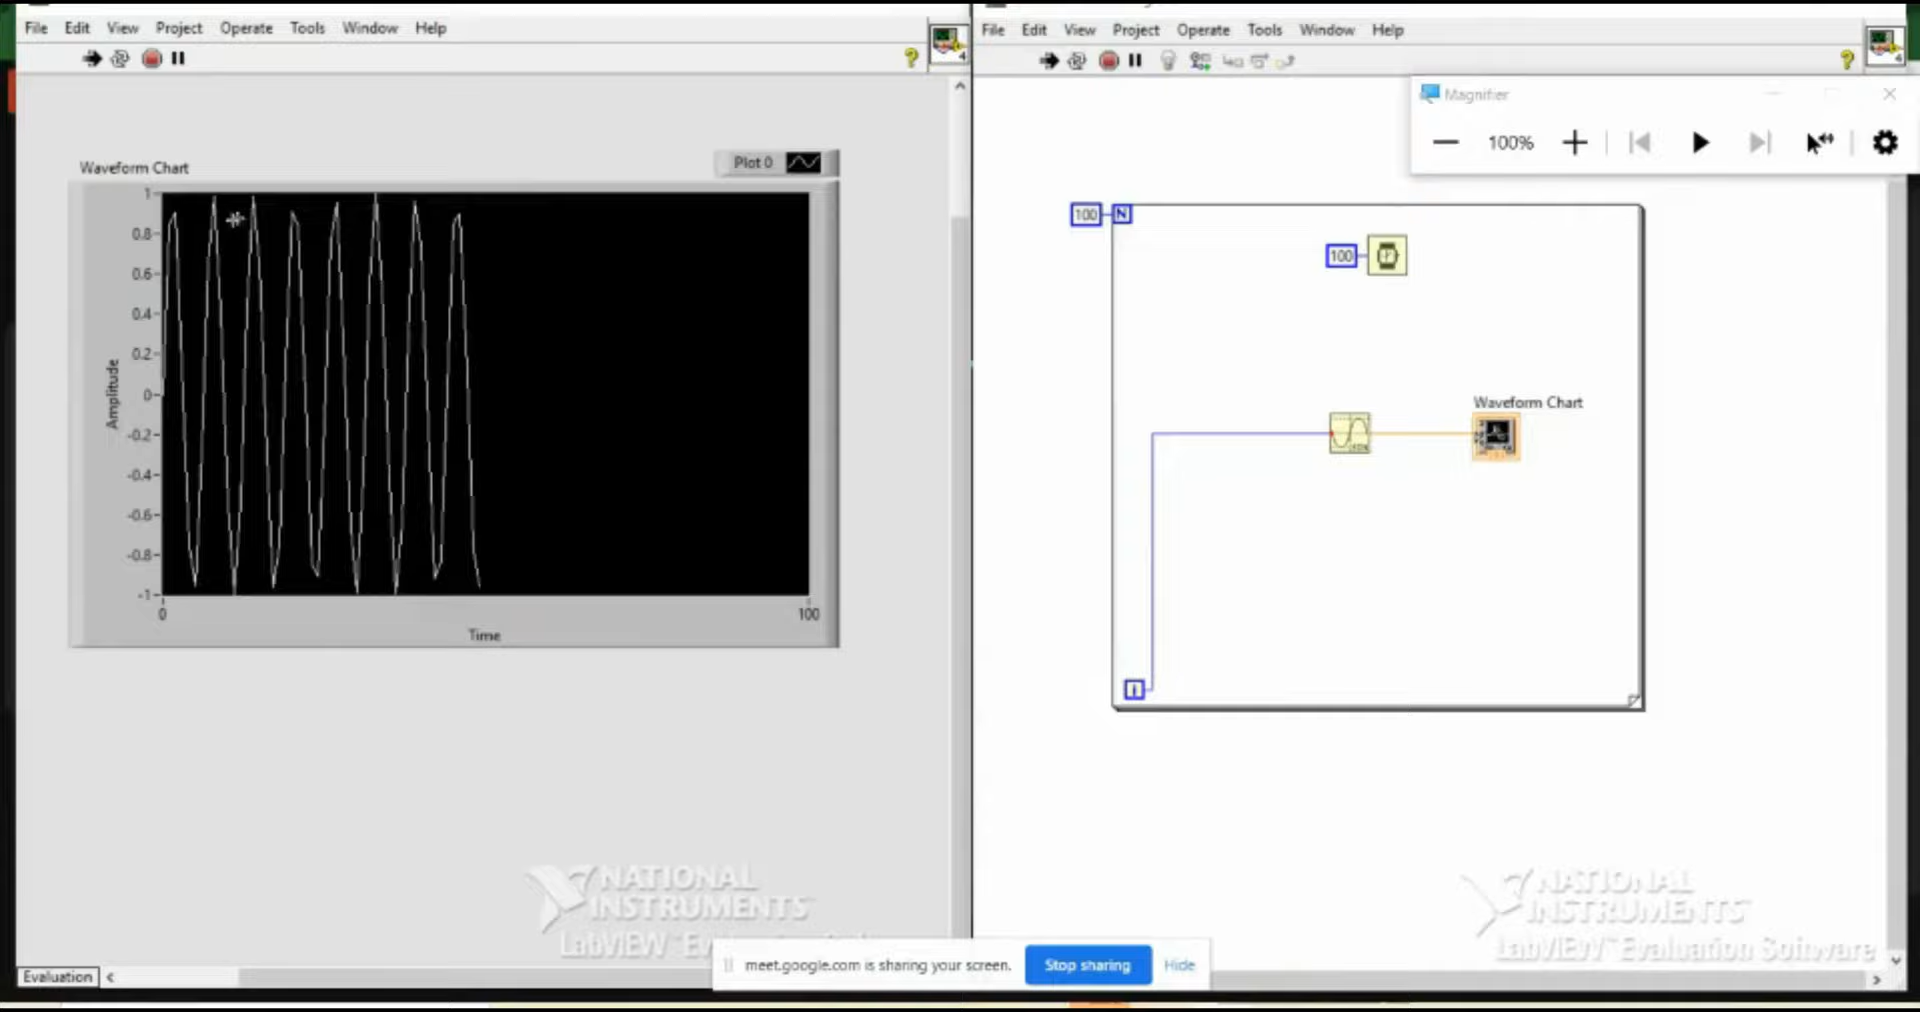 File Edit View Project Operate Tools Window Help
Waveform Chart
Plot 0
1
0.8
0.6
0.4
0.2
0
-0.2
-0.4
-0.6
-0.8
-1
Amplitude
0
100
Time
NATIONAL
INSTRUMENTS
LabVIEW™ Ev
Evaluation
File Edit View Project Operate Tools Window Help
Magnifier
100%
100 N
100
Waveform Chart
i
NATIONAL
INSTRUMENTS
LabVIEW™ Evaluation Software
meet.google.com is sharing your screen.
Stop sharing
Hide